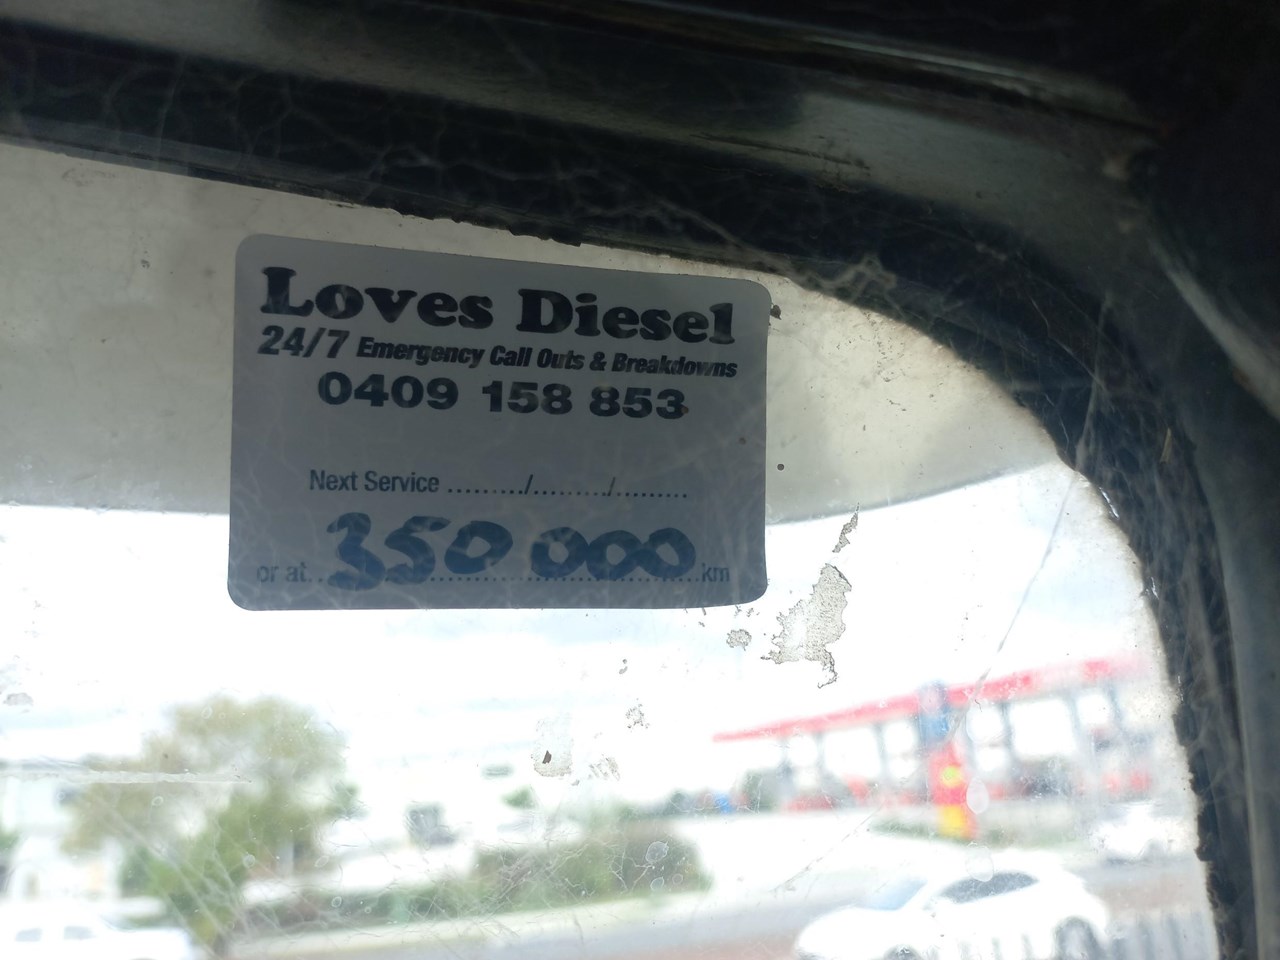 Loves Diesel
24/7 Emergency Call Outs & Breakdowns
0409 158 853
Next Service ........./........./.........
or at.. 350 000 km